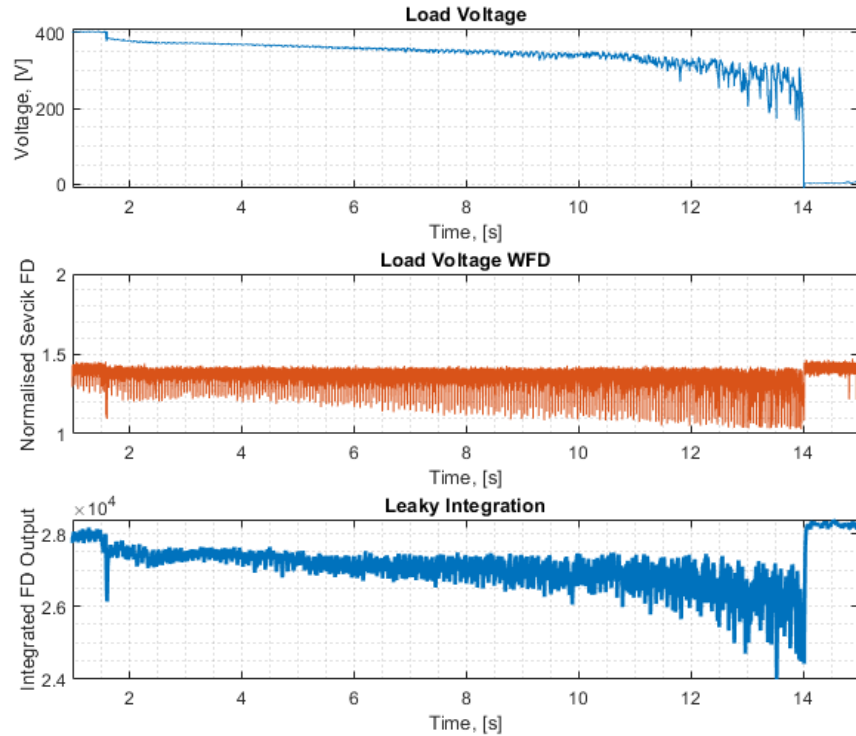 Load Voltage
Voltage, [V]
400
200
0
2 4 6 8 10 12 14
Time, [s]
Load Voltage WFD
Normalised Sevcik FD
2
1.5
1
2 4 6 8 10 12 14
Time, [s]
×10⁴
Leaky Integration
Integrated FD Output
2.8
2.6
2.4
2 4 6 8 10 12 14
Time, [s]